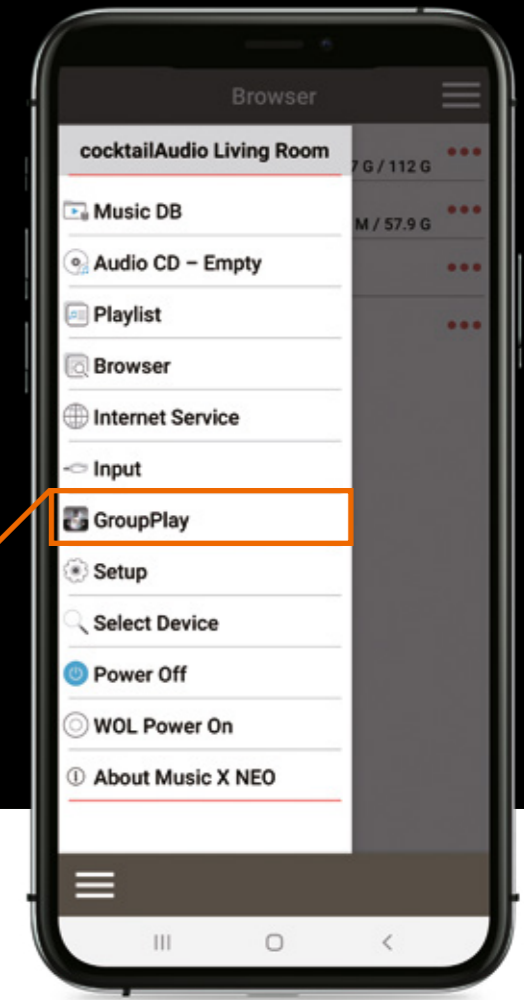 Browser
cocktailAudio Living Room
7 G / 112 G
Music DB
M / 57.9 G
Audio CD – Empty
Playlist
Browser
Internet Service
Input
GroupPlay
Setup
Select Device
Power Off
WOL Power On
About Music X NEO